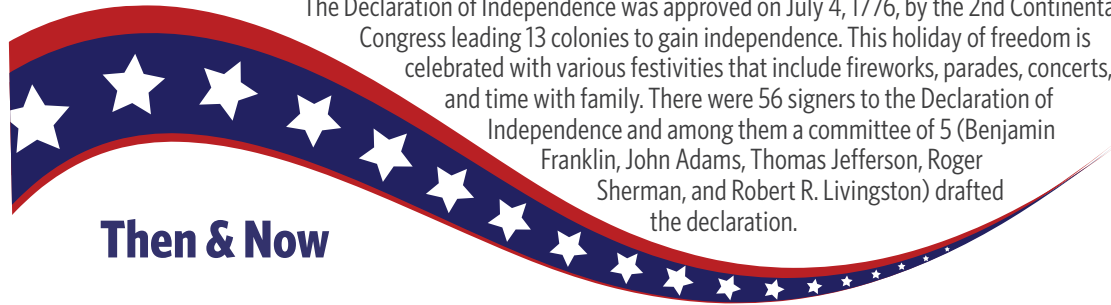 The Declaration of Independence was approved on July 4, 1776, by the 2nd Continenta
Congress leading 13 colonies to gain independence. This holiday of freedom is
celebrated with various festivities that include fireworks, parades, concerts,
and time with family. There were 56 signers to the Declaration of
Independence and among them a committee of 5 (Benjamin
Franklin, John Adams, Thomas Jefferson, Roger
Sherman, and Robert R. Livingston) drafted
the declaration.
Then & Now